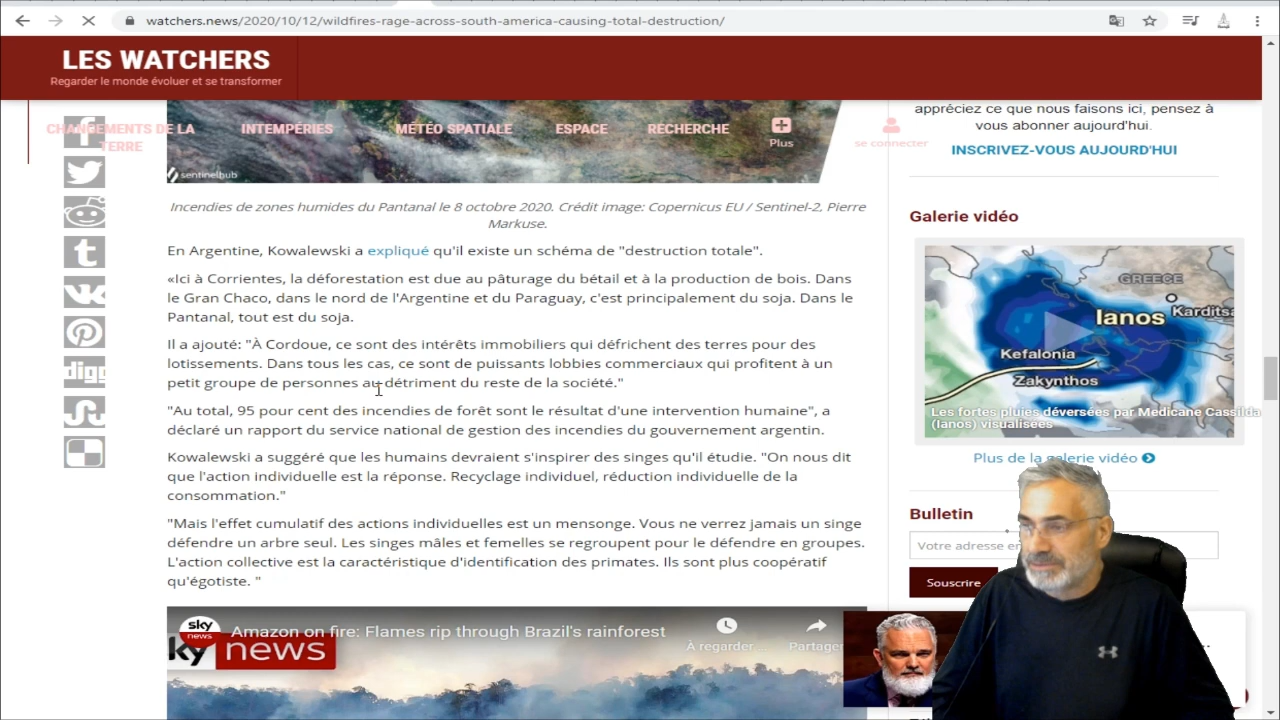 watchers.news/2020/10/12/wildfires-rage-across-south-america-causing-total-destruction/
LES WATCHERS
Regarder le monde évoluer et se transformer
CHANGEMENTS DE LA TERRE
INTEMPÉRIES
MÉTÉO SPATIALE
ESPACE
RECHERCHE
Plus
se connecter
sentinelhub
Incendies de zones humides du Pantanal le 8 octobre 2020. Crédit image: Copernicus EU / Sentinel-2, Pierre
Markuse.
En Argentine, Kowalewski a expliqué qu'il existe un schéma de "destruction totale".
«Ici à Corrientes, la déforestation est due au pâturage du bétail et à la production de bois. Dans
le Gran Chaco, dans le nord de l'Argentine et du Paraguay, c'est principalement du soja. Dans le
Pantanal, tout est du soja.
Il a ajouté: "À Cordoue, ce sont des intérêts immobiliers qui défrichent des terres pour des
lotissements. Dans tous les cas, ce sont de puissants lobbies commerciaux qui profitent à un
petit groupe de personnes au détriment du reste de la société."
"Au total, 95 pour cent des incendies de forêt sont le résultat d'une intervention humaine", a
déclaré un rapport du service national de gestion des incendies du gouvernement argentin.
Kowalewski a suggéré que les humains devraient s'inspirer des singes qu'il étudie. "On nous dit
que l'action individuelle est la réponse. Recyclage individuel, réduction individuelle de la
consommation."
"Mais l'effet cumulatif des actions individuelles est un mensonge. Vous ne verrez jamais un singe
défendre un arbre seul. Les singes mâles et femelles se regroupent pour le défendre en groupes.
L'action collective est la caractéristique d'identification des primates. Ils sont plus coopératif
qu'égotiste. "
sky news
Amazon on fire: Flames rip through Brazil's rainforest
À regarder...
Partager
sky news
appréciez ce que nous faisons ici, pensez à
vous abonner aujourd'hui.
INSCRIVEZ-VOUS AUJOURD'HUI
Galerie vidéo
GREECE
Karditsa
Ianos
Kefalonia
Zakynthos
Les fortes pluies déversées par Medicane Cassilda
(Ianos) visualisées
Plus de la galerie vidéo
Bulletin
Votre adresse
Souscrire